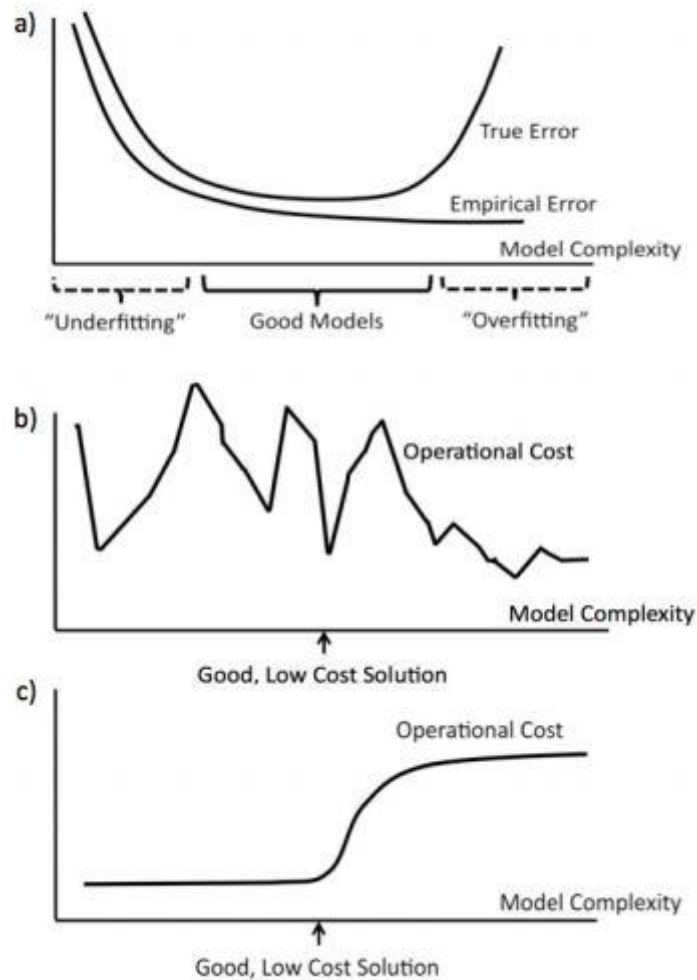 a)
True Error
Empirical Error
Model Complexity
“Underfitting”
Good Models
“Overfitting”
b)
Operational Cost
Model Complexity
Good, Low Cost Solution
c)
Operational Cost
Model Complexity
Good, Low Cost Solution